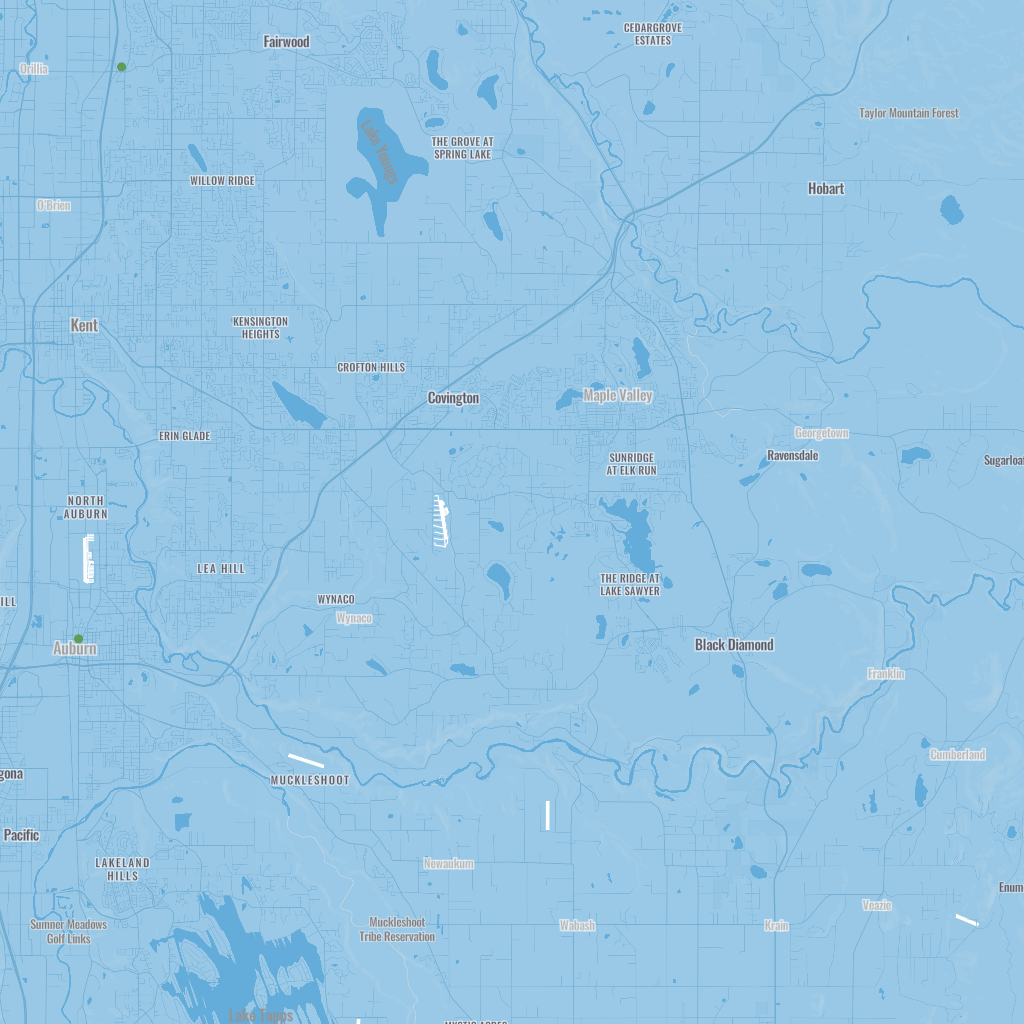 CEDARGROVE
ESTATES
Fairwood
Orillia
Taylor Mountain Forest
Lake Youngs
THE GROVE AT
SPRING LAKE
WILLOW RIDGE
Hobart
O'Brien
Kent
KENSINGTON
HEIGHTS
CROFTON HILLS
Covington
Maple Valley
ERIN GLADE
Georgetown
Ravensdale
SUNRIDGE
AT ELK RUN
Sugarloaf
NORTH
AUBURN
LEA HILL
THE RIDGE AT
LAKE SAWYER
WYNACO
ILL
Wynaco
Auburn
Black Diamond
Franklin
Cumberland
gona
MUCKLESHOOT
Pacific
LAKELAND
HILLS
Newaukum
Enum
Veazie
Sumner Meadows
Golf Links
Muckleshoot
Tribe Reservation
Wabash
Krain
Lake Tapps